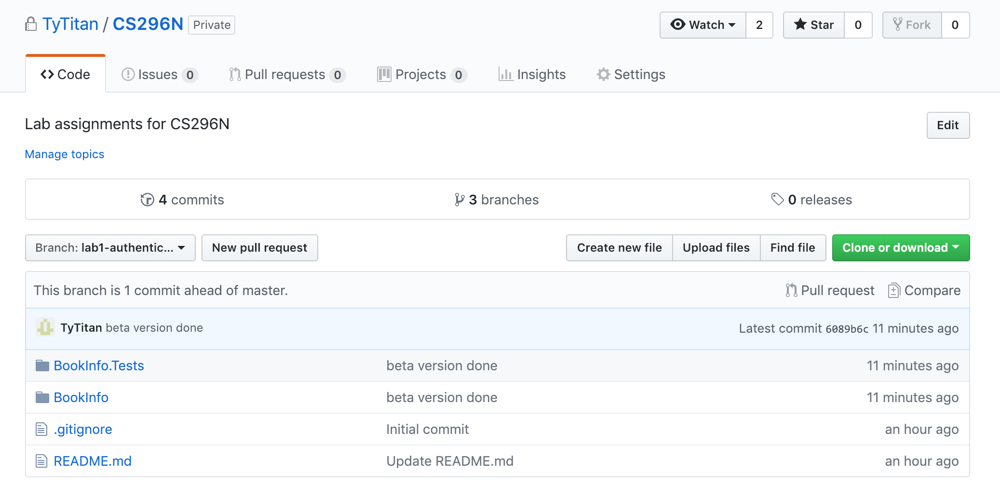 TyTitan / CS296N Private Watch 2 Star 0 Fork 0
Code Issues 0 Pull requests 0 Projects 0 Insights Settings
Lab assignments for CS296N Edit
Manage topics
4 commits 3 branches 0 releases
Branch: lab1-authentic... New pull request Create new file Upload files Find file Clone or download
This branch is 1 commit ahead of master. Pull request Compare
TyTitan beta version done Latest commit 6089b6c 11 minutes ago
BookInfo.Tests beta version done 11 minutes ago
BookInfo beta version done 11 minutes ago
.gitignore Initial commit an hour ago
README.md Update README.md an hour ago